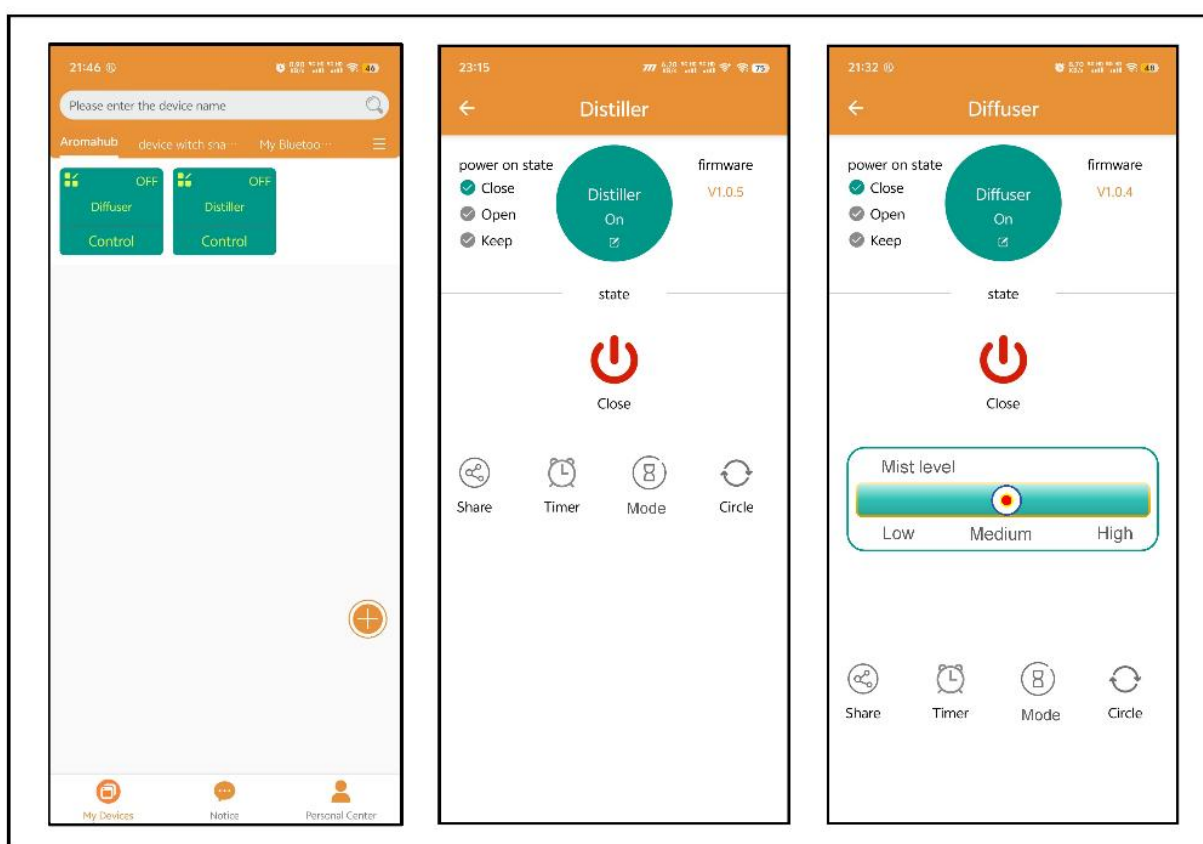 21:46
46
Please enter the device name
Aromahub device witch sna··· My Bluetoo···
OFF OFF
Diffuser Distiller
Control Control
My Devices Notice Personal Center
23:15
75
Distiller
power on state
Close
Open
Keep
Distiller
On
firmware
V1.0.5
state
Close
Share Timer Mode Circle
21:32
48
Diffuser
power on state
Close
Open
Keep
Diffuser
On
firmware
V1.0.4
state
Close
Mist level
Low Medium High
Share Timer Mode Circle